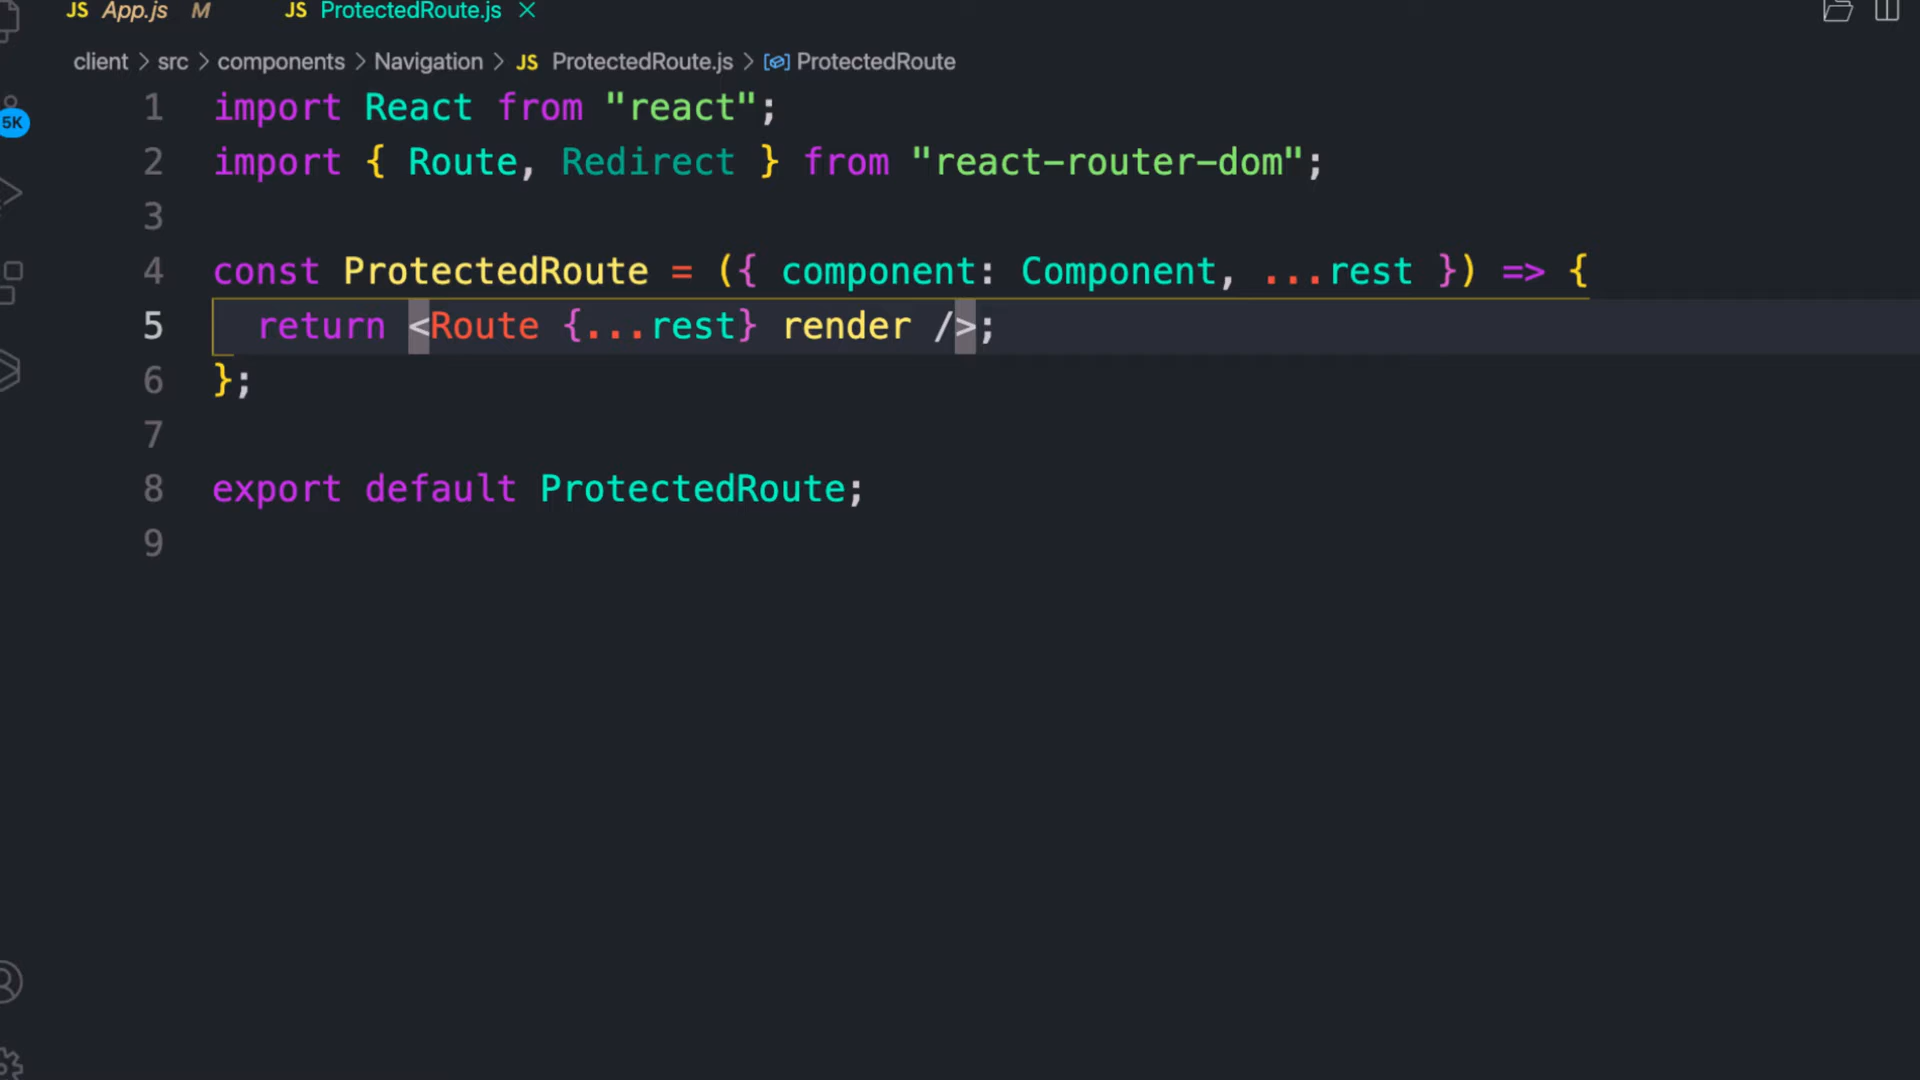 JS App.js M JS ProtectedRoute.js
client > src > components > Navigation > JS ProtectedRoute.js > ProtectedRoute
1 import React from "react";
2 import { Route, Redirect } from "react-router-dom";
3
4 const ProtectedRoute = ({ component: Component, ...rest }) => {
5 return <Route {...rest} render />;
6 };
7
8 export default ProtectedRoute;
9
5K